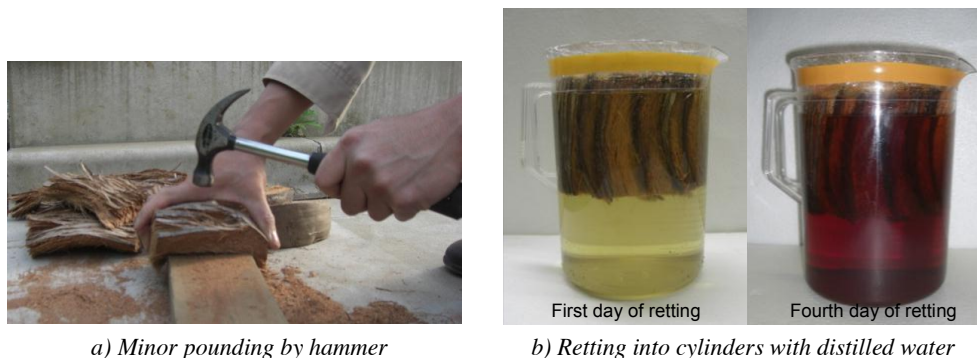 First day of retting
Fourth day of retting
a) Minor pounding by hammer
b) Retting into cylinders with distilled water